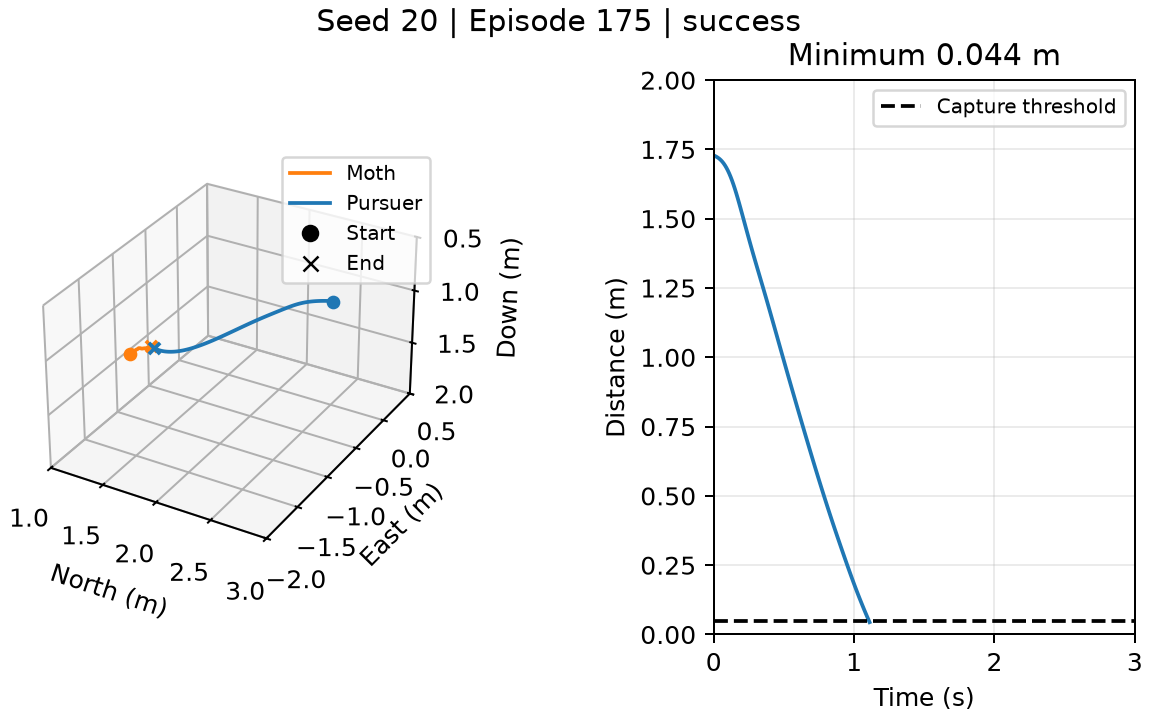 Seed 20 | Episode 175 | success
Moth
Pursuer
Start
End
0.5
1.0
1.5
2.0
Down (m)
0.5
0.0
−0.5
−1.0
−1.5
−2.0
East (m)
1.0
1.5
2.0
2.5
3.0
North (m)
Minimum 0.044 m
Capture threshold
2.00
1.75
1.50
1.25
1.00
0.75
0.50
0.25
0.00
Distance (m)
0
1
2
3
Time (s)